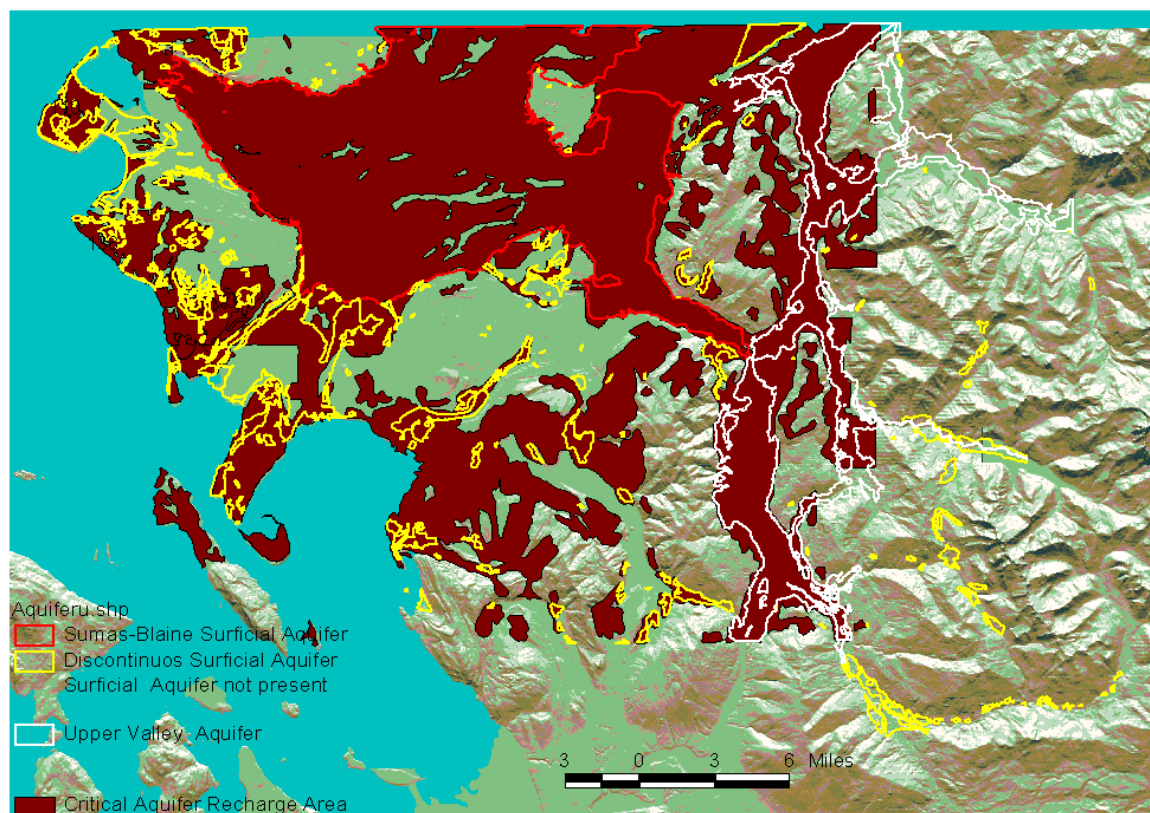 Aquiferu.shp
Sumas-Blaine Surficial Aquifer
Discontinuos Surficial Aquifer
Surficial Aquifer not present
Upper Valley Aquifer
3 0 3 6 Miles
Critical Aquifer Recharge Area